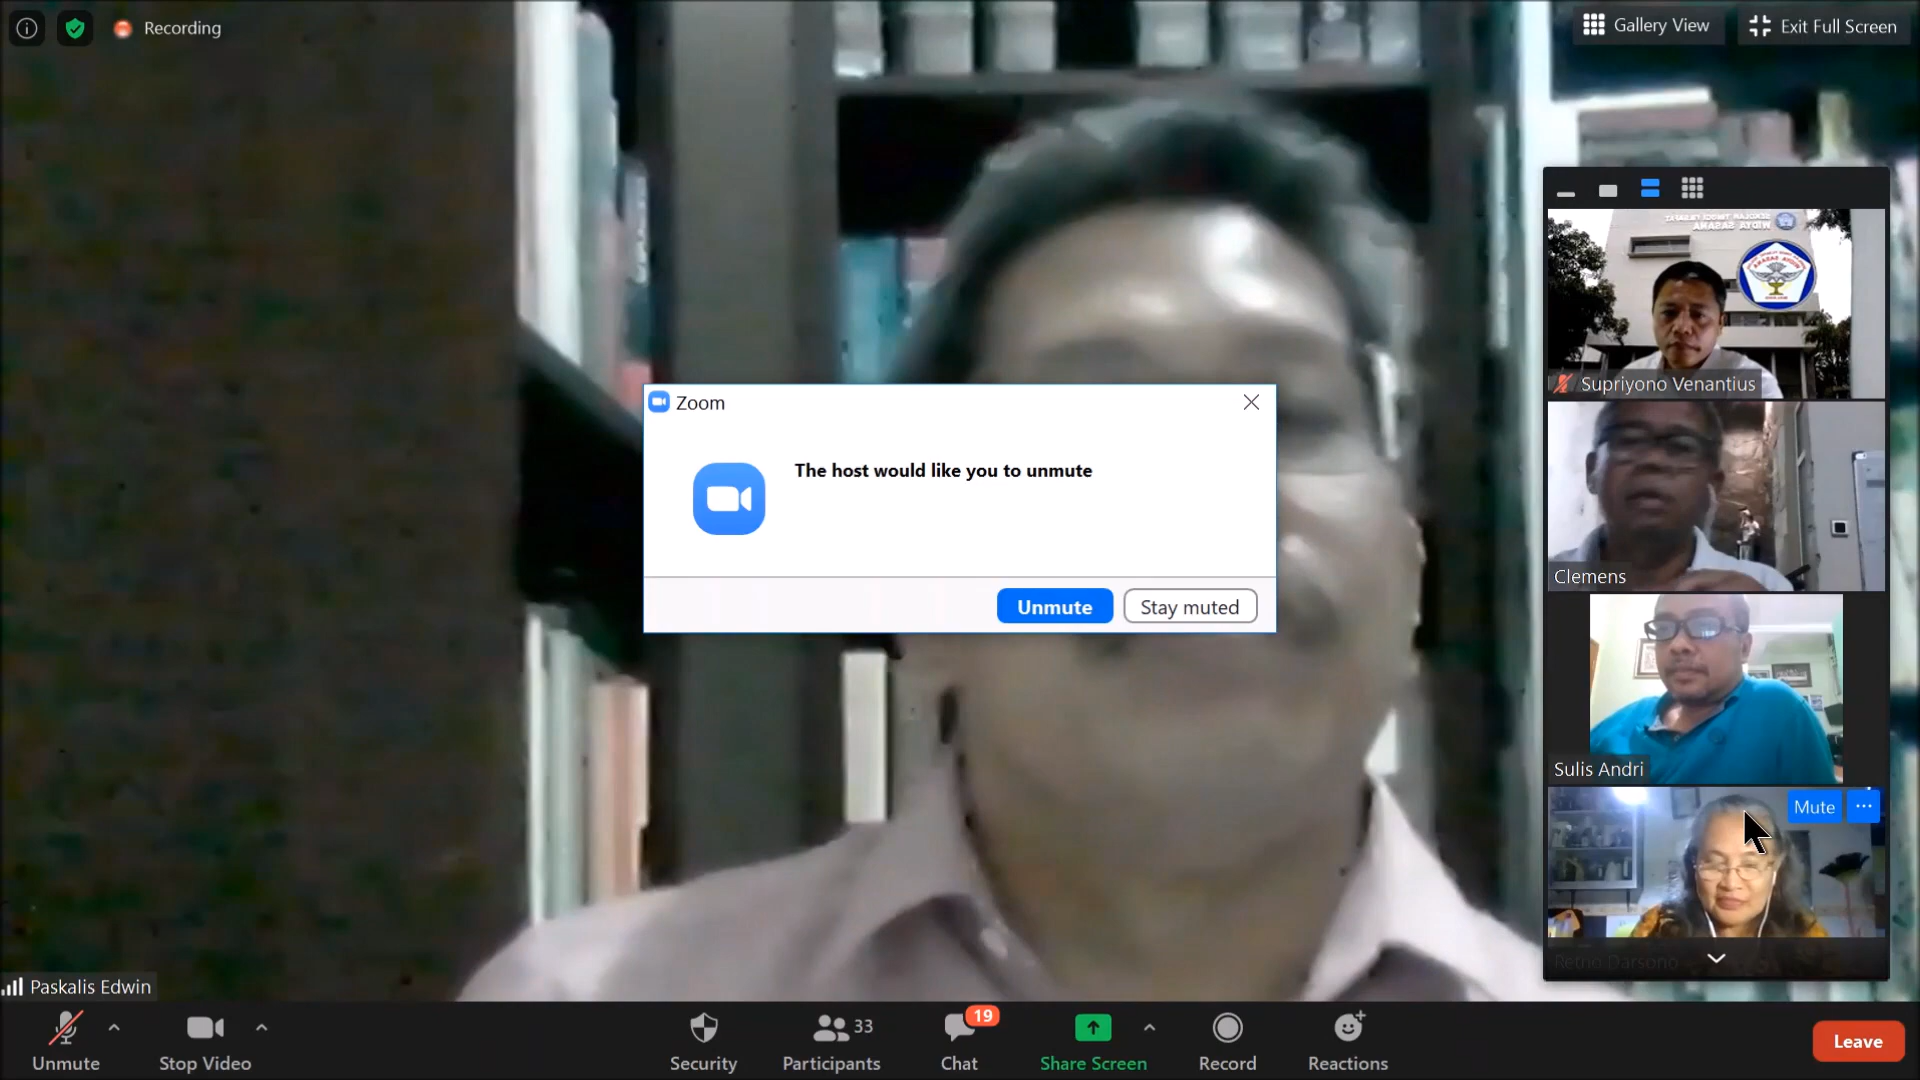 Recording
Gallery View
Exit Full Screen
Supriyono Venantius
Clemens
Sulis Andri
Mute
Retno Darsono
Zoom
The host would like you to unmute
Unmute
Stay muted
Paskalis Edwin
Unmute
Stop Video
Security
33
Participants
19
Chat
Share Screen
Record
Reactions
Leave